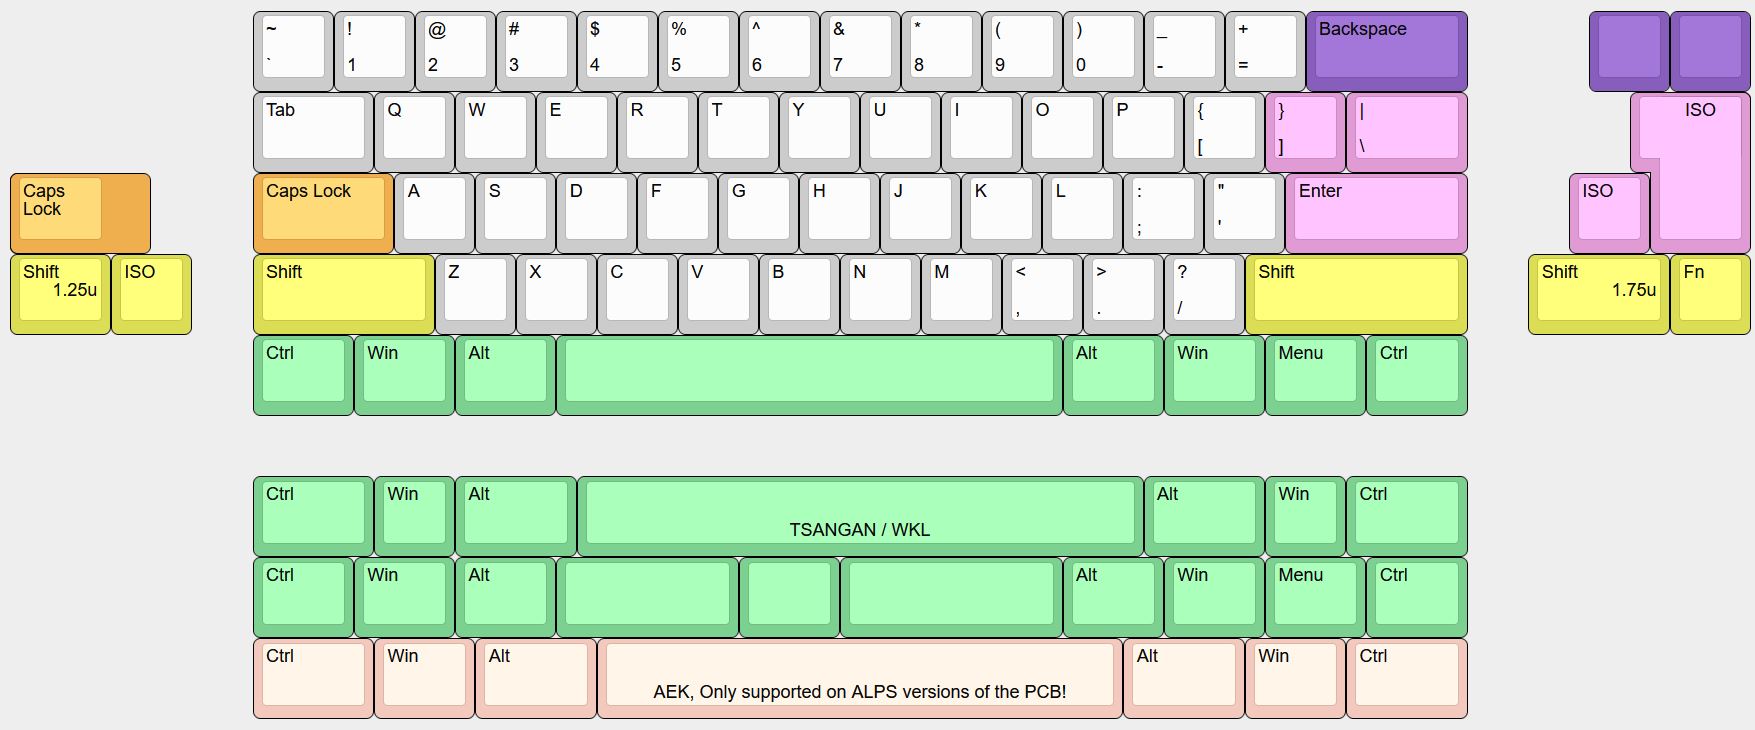 ~ ! @ # $ % ^ & * ( ) _ + Backspace
` 1 2 3 4 5 6 7 8 9 0 - =
Tab Q W E R T Y U I O P { } | ISO
[ ] \
Caps Lock A S D F G H J K L : " Enter ISO
Caps
Lock
; '
Shift ISO Shift Z X C V B N M < > ? Shift Shift Fn
1.25u 1.75u
, . /
Ctrl Win Alt Alt Win Menu Ctrl
Ctrl Win Alt Alt Win Ctrl
TSANGAN / WKL
Ctrl Win Alt Alt Win Menu Ctrl
Ctrl Win Alt Alt Win Ctrl
AEK, Only supported on ALPS versions of the PCB!